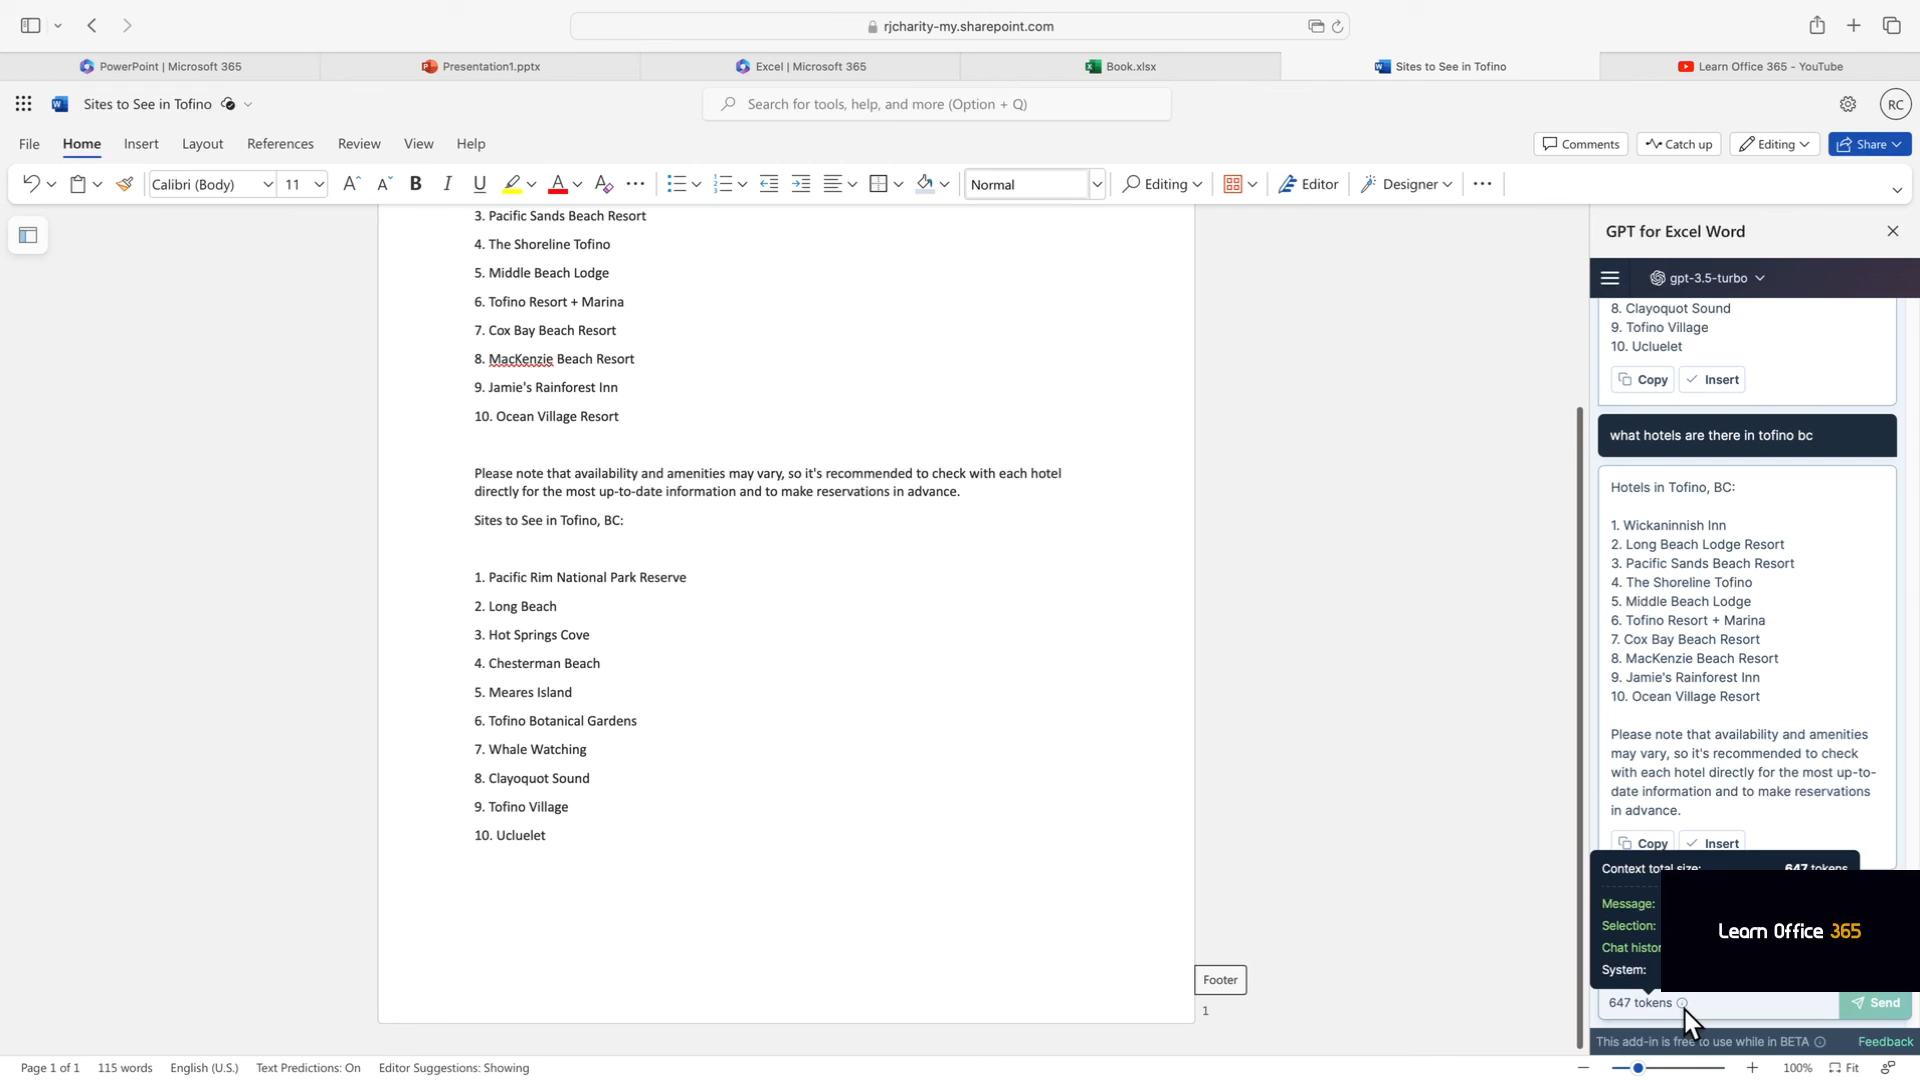 rjcharity-my.sharepoint.com
PowerPoint | Microsoft 365
Presentation1.pptx
Excel | Microsoft 365
Book.xlsx
Sites to See in Tofino
Learn Office 365 - YouTube
Sites to See in Tofino
Search for tools, help, and more (Option + Q)
RC
File
Home
Insert
Layout
References
Review
View
Help
Comments
Catch up
Editing
Share
Calibri (Body)
11
Normal
Editing
Editor
Designer
3. Pacific Sands Beach Resort
4. The Shoreline Tofino
5. Middle Beach Lodge
6. Tofino Resort + Marina
7. Cox Bay Beach Resort
8. MacKenzie Beach Resort
9. Jamie's Rainforest Inn
10. Ocean Village Resort
Please note that availability and amenities may vary, so it's recommended to check with each hotel
directly for the most up-to-date information and to make reservations in advance.
Sites to See in Tofino, BC:
1. Pacific Rim National Park Reserve
2. Long Beach
3. Hot Springs Cove
4. Chesterman Beach
5. Meares Island
6. Tofino Botanical Gardens
7. Whale Watching
8. Clayoquot Sound
9. Tofino Village
10. Ucluelet
Footer
1
GPT for Excel Word
gpt-3.5-turbo
8. Clayoquot Sound
9. Tofino Village
10. Ucluelet
Copy
Insert
what hotels are there in tofino bc
Hotels in Tofino, BC:
1. Wickaninnish Inn
2. Long Beach Lodge Resort
3. Pacific Sands Beach Resort
4. The Shoreline Tofino
5. Middle Beach Lodge
6. Tofino Resort + Marina
7. Cox Bay Beach Resort
8. MacKenzie Beach Resort
9. Jamie's Rainforest Inn
10. Ocean Village Resort
Please note that availability and amenities
may vary, so it's recommended to check
with each hotel directly for the most up-to-
date information and to make reservations
in advance.
Copy
Insert
Context total size: 647 tokens
Message:
Selection:
Chat histor
System:
Learn Office 365
647 tokens
Send
This add-in is free to use while in BETA
Feedback
Page 1 of 1
115 words
English (U.S.)
Text Predictions: On
Editor Suggestions: Showing
100%
Fit